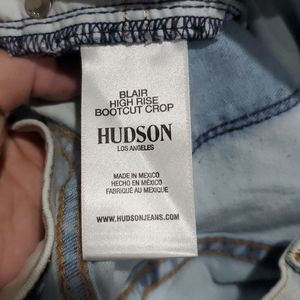 BLAIR
HIGH RISE
BOOTCUT CROP
HUDSON
LOS ANGELES
MADE IN MEXICO
HECHO EN MÉXICO
FABRIQUÉ AU MEXIQUE
WWW.HUDSONJEANS.COM